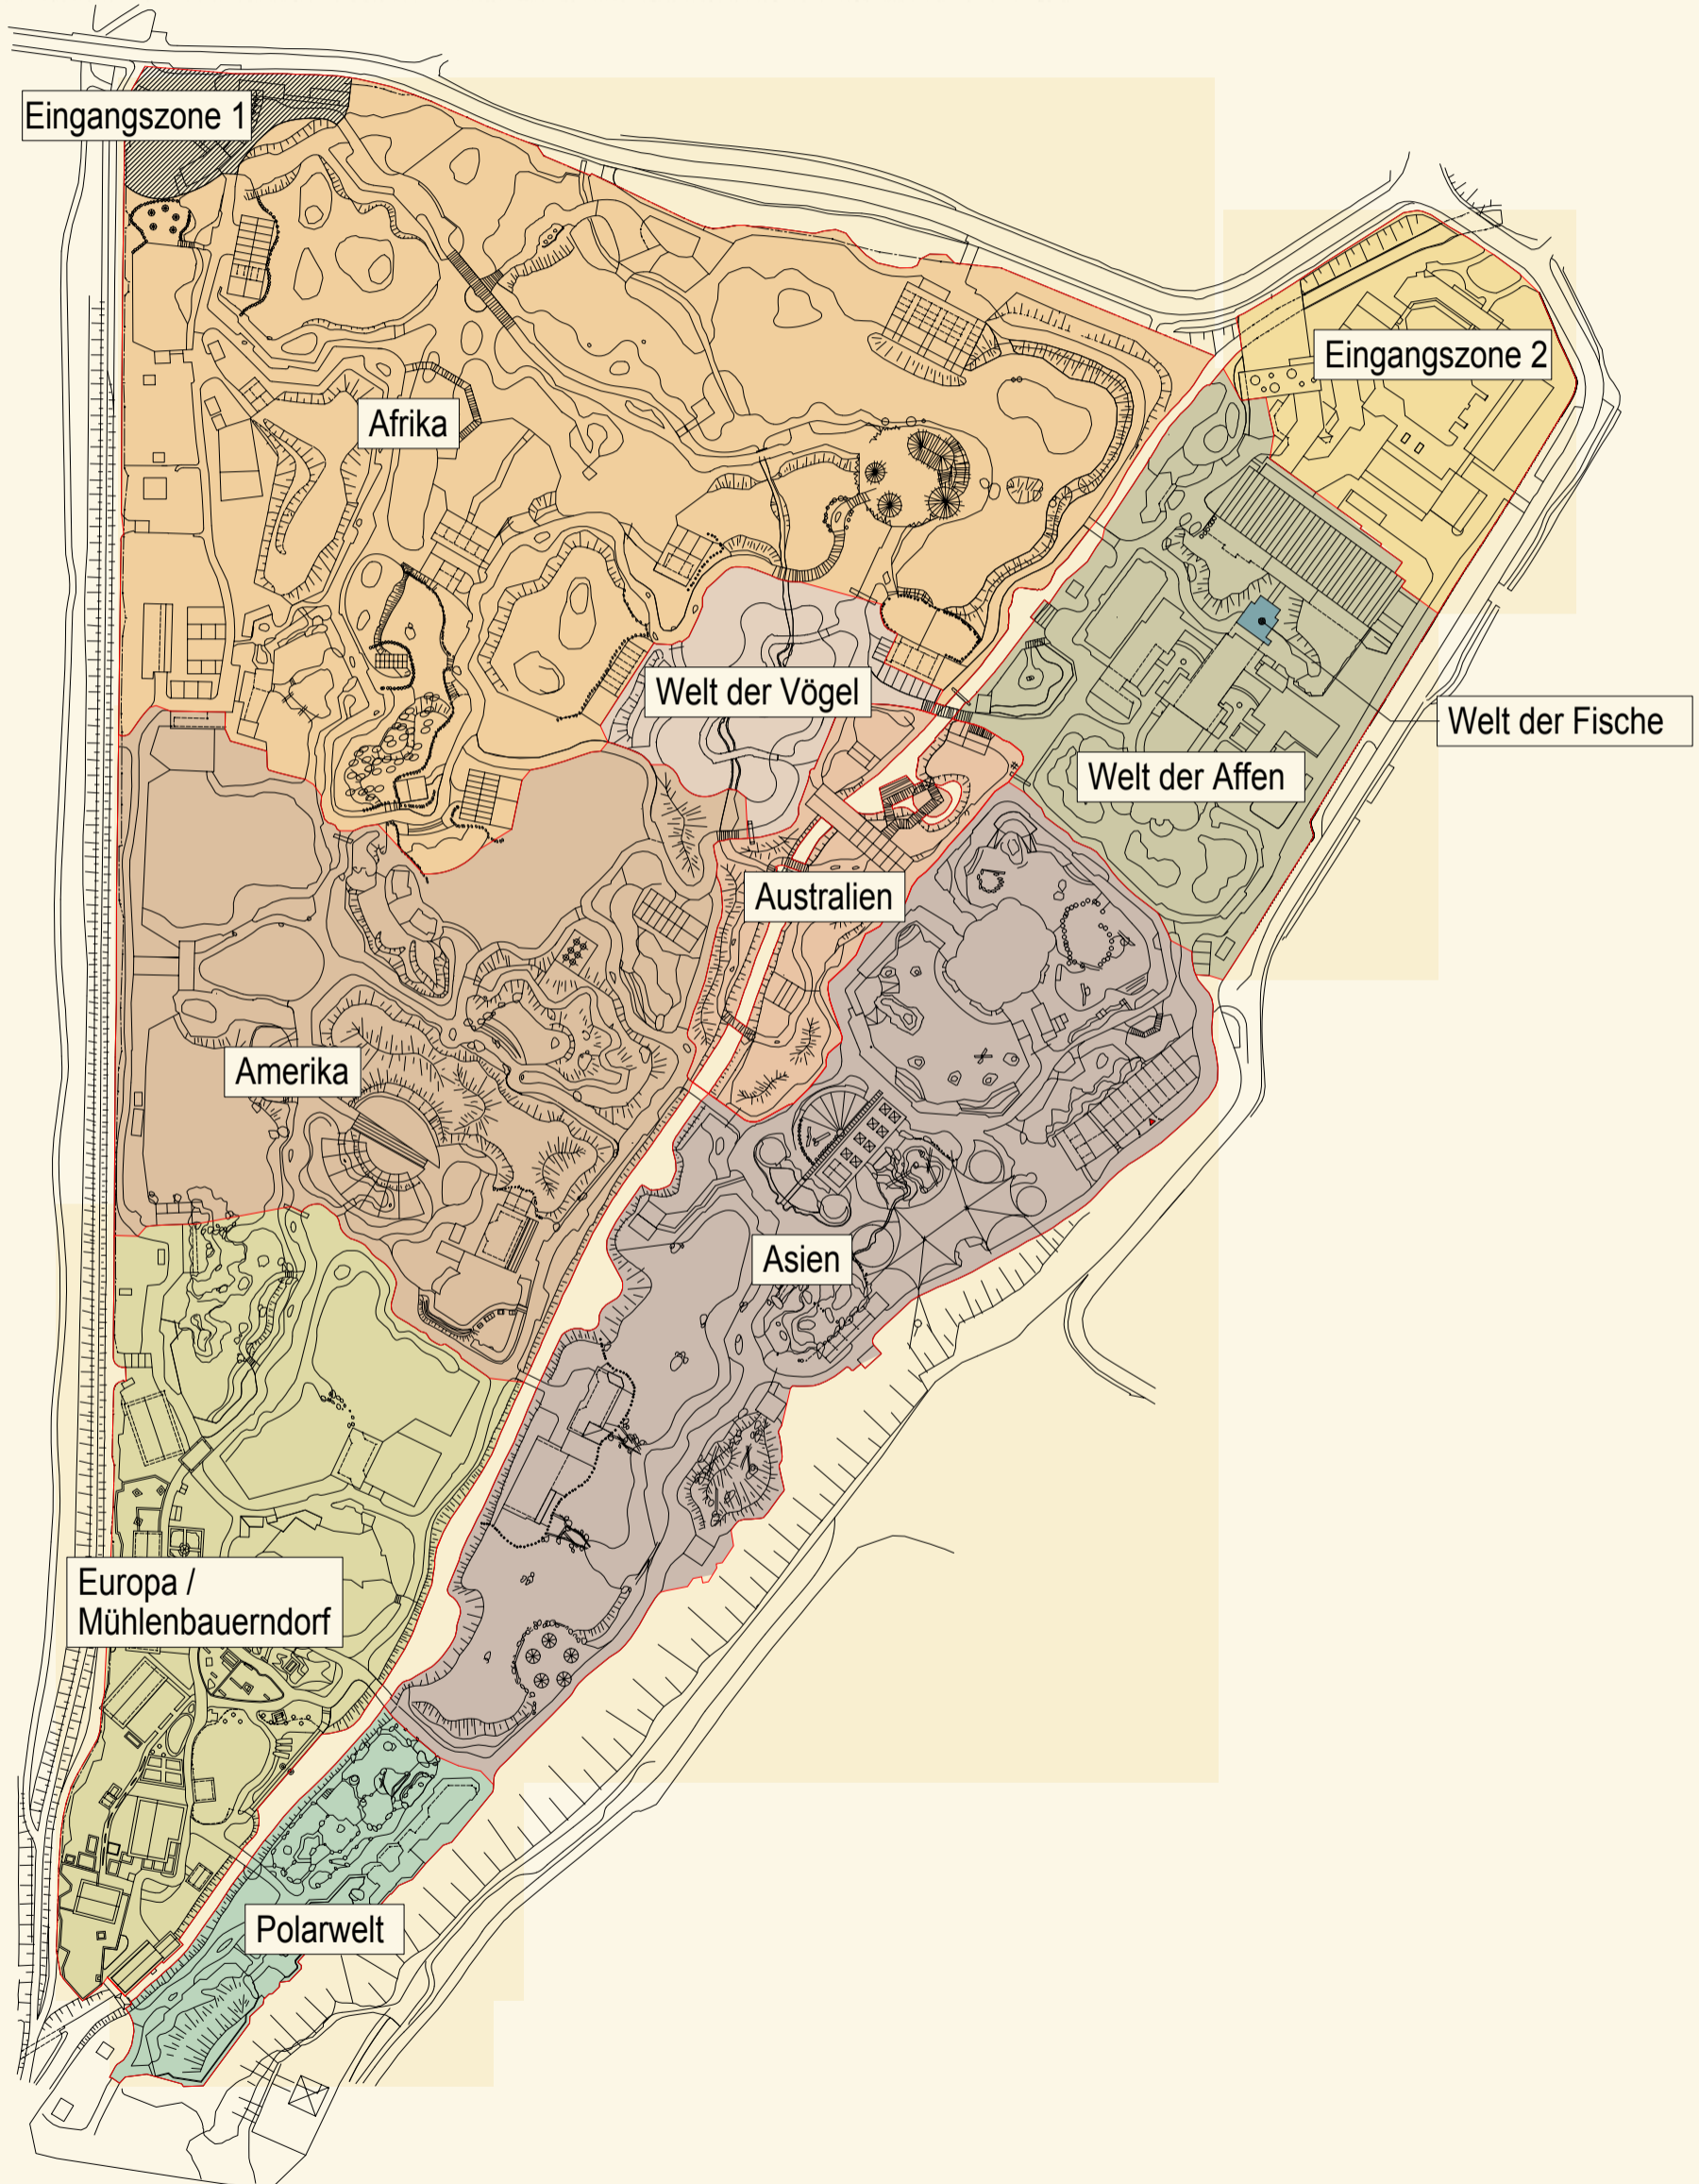 Eingangszone 1
Eingangszone 2
Afrika
Welt der Vögel
Welt der Fische
Welt der Affen
Australien
Amerika
Asien
Europa /
Mühlenbauerndorf
Polarwelt